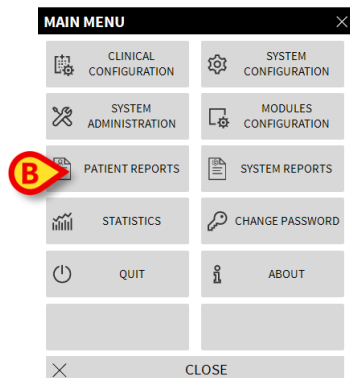 MAIN MENU
CLINICAL
CONFIGURATION
SYSTEM
CONFIGURATION
SYSTEM
ADMINISTRATION
MODULES
CONFIGURATION
B
PATIENT REPORTS
SYSTEM REPORTS
STATISTICS
CHANGE PASSWORD
QUIT
ABOUT
CLOSE